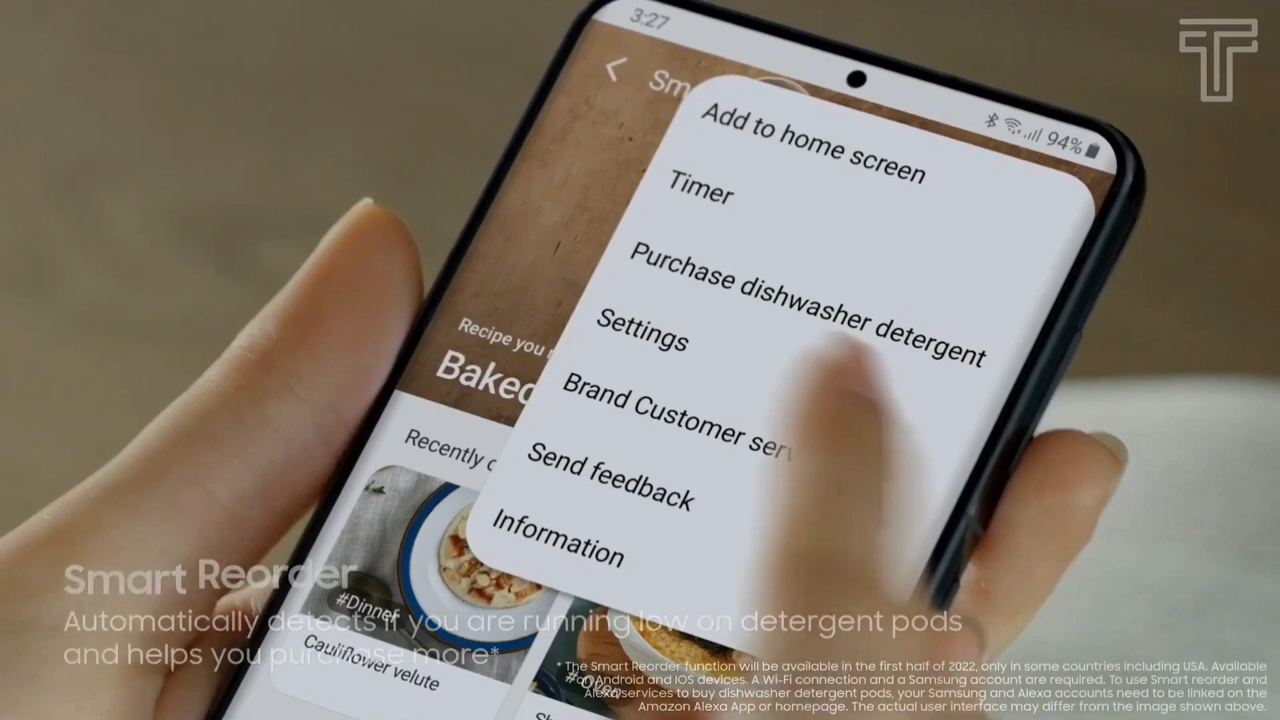 3:27
94%
Add to home screen
Timer
Purchase dishwasher detergent
Settings
Brand Customer
Send feedback
Information
Recipe you
Recently
#Dinner
Cauliflower velute
Smart Reorder
Automatically detects if you are running low on detergent pods
and helps you purchase more*
* The Smart Reorder function will be available in the first half of 2022, only in some countries including USA. Available
on Android and IOS devices. A Wi-Fi connection and a Samsung account are required. To use Smart reorder and
Alexa services to buy dishwasher detergent pods, your Samsung and Alexa accounts need to be linked on the
Amazon Alexa App or homepage. The actual user interface may differ from the image shown above.